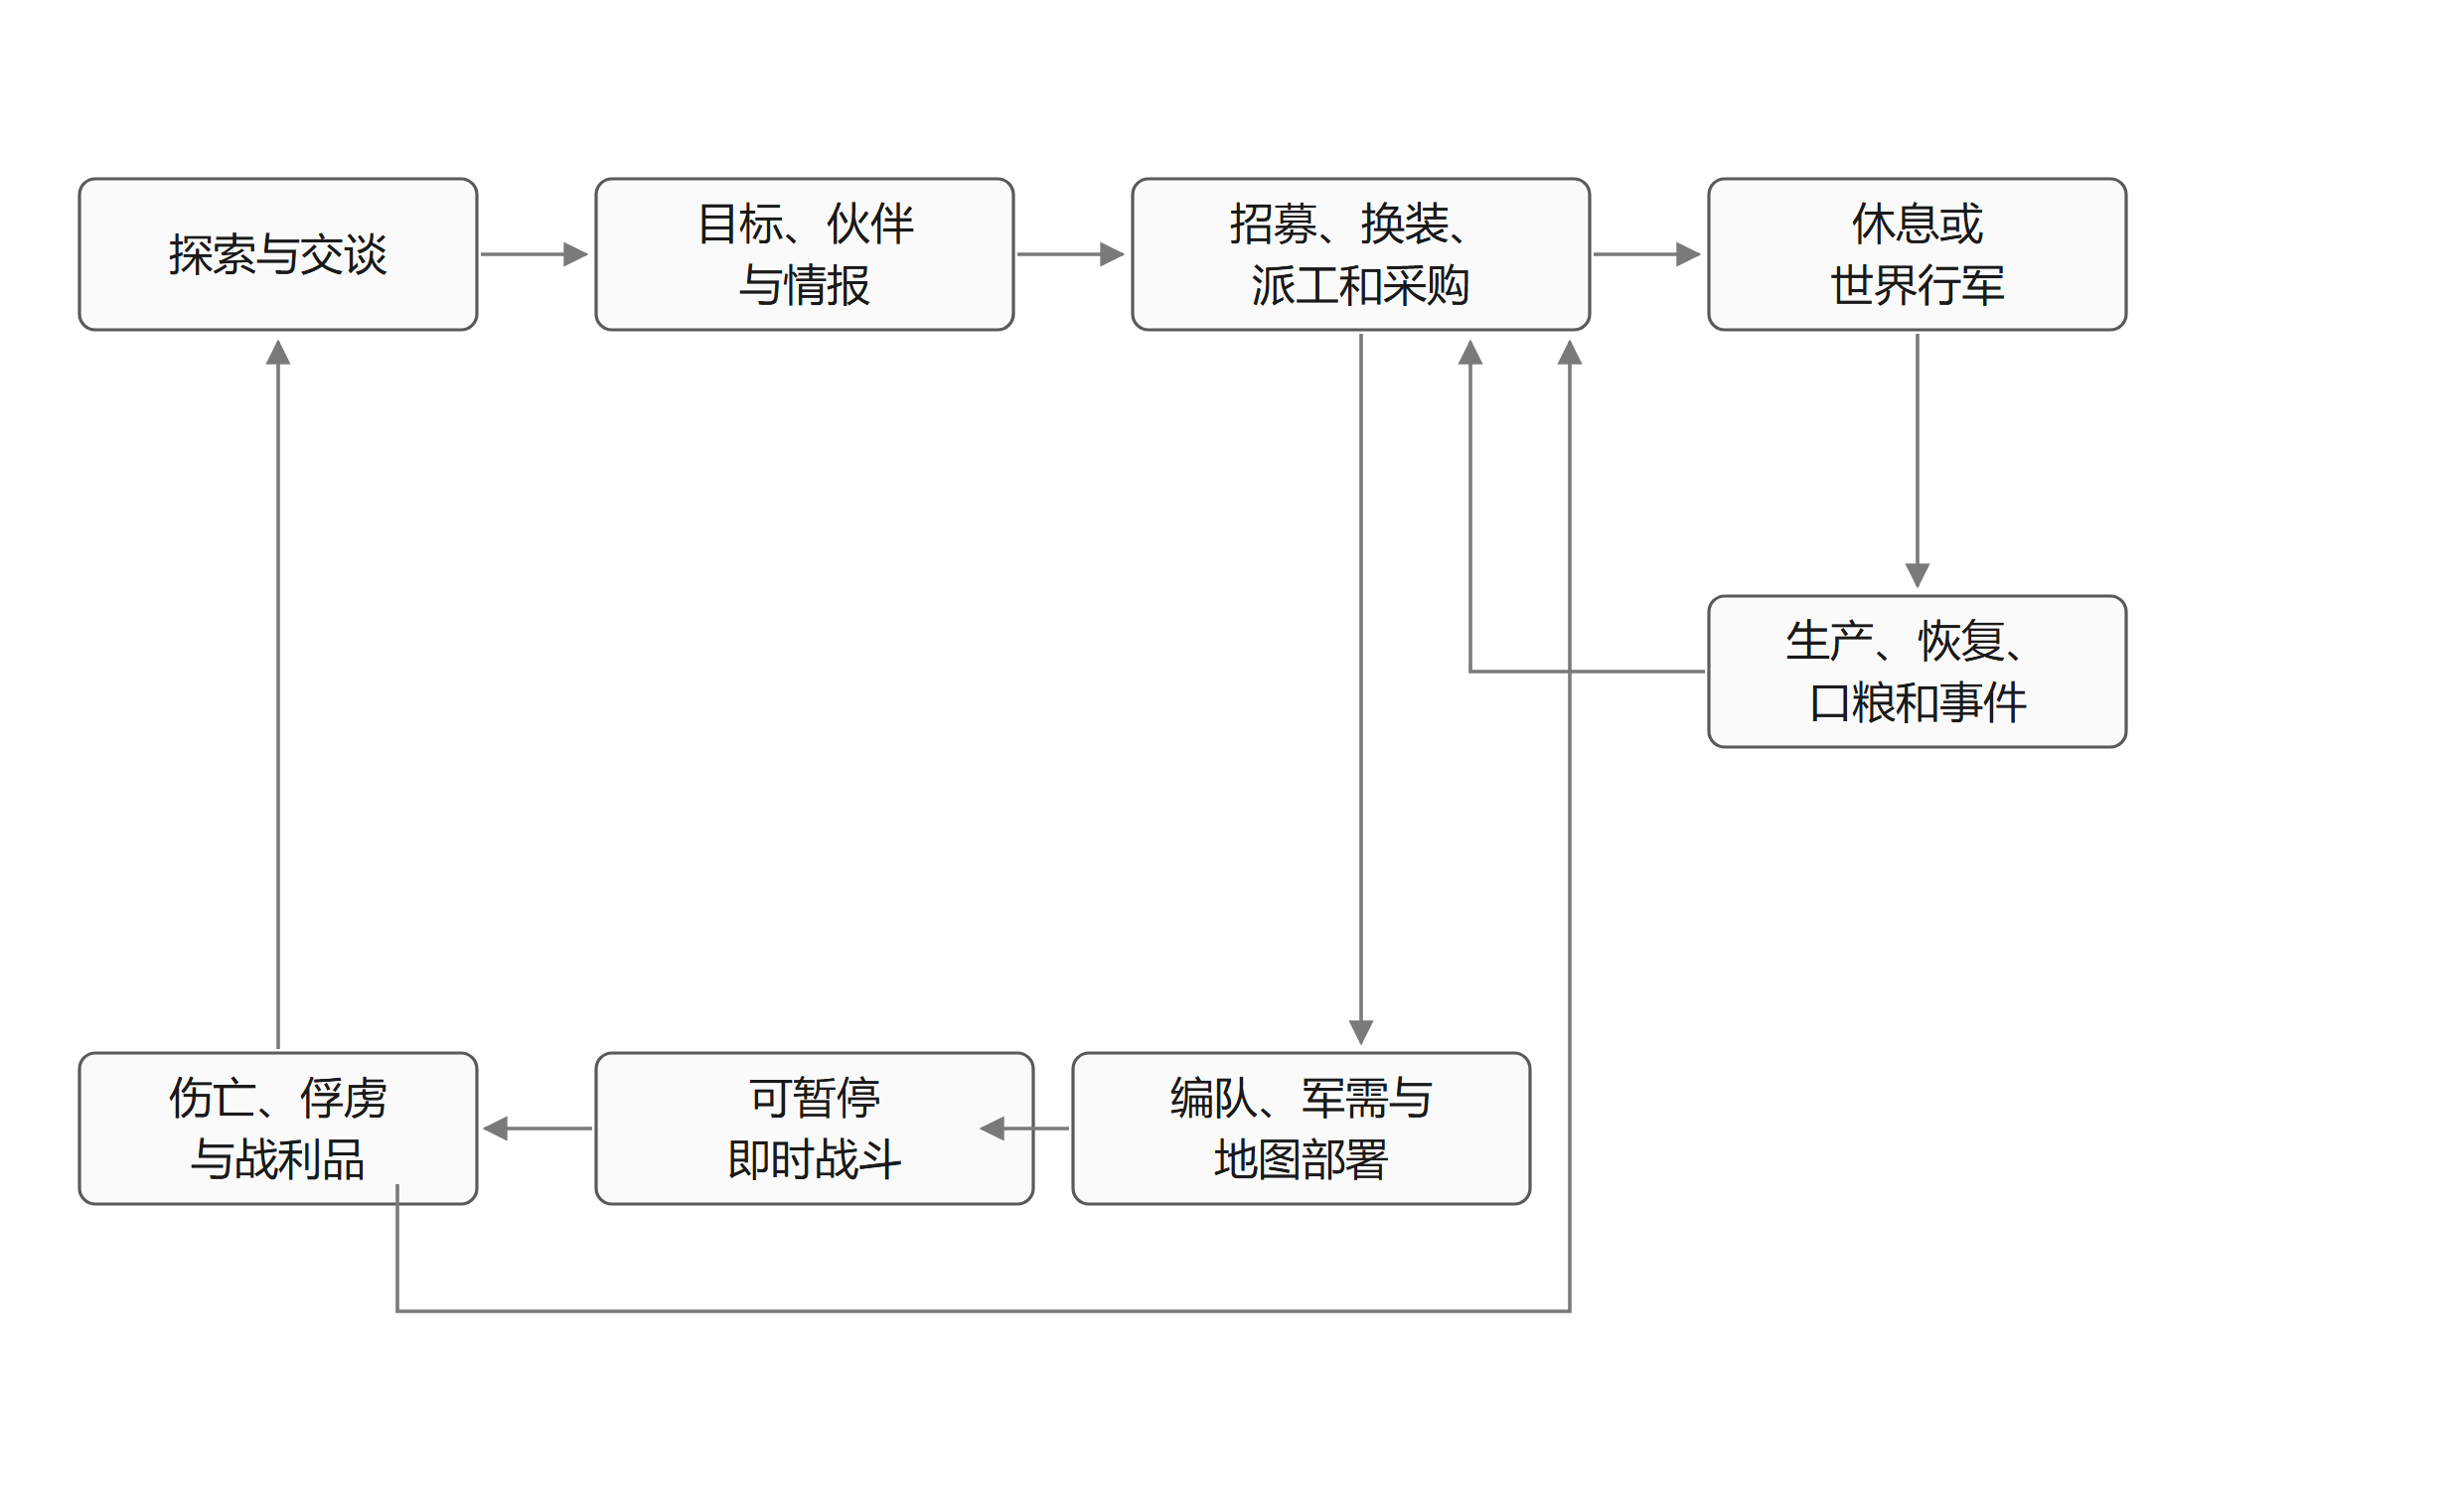 探索与交谈
目标、伙伴
与情报
招募、换装、
派工和采购
休息或
世界行军
生产、恢复、
口粮和事件
伤亡、俘虏
与战利品
可暂停
即时战斗
编队、军需与
地图部署